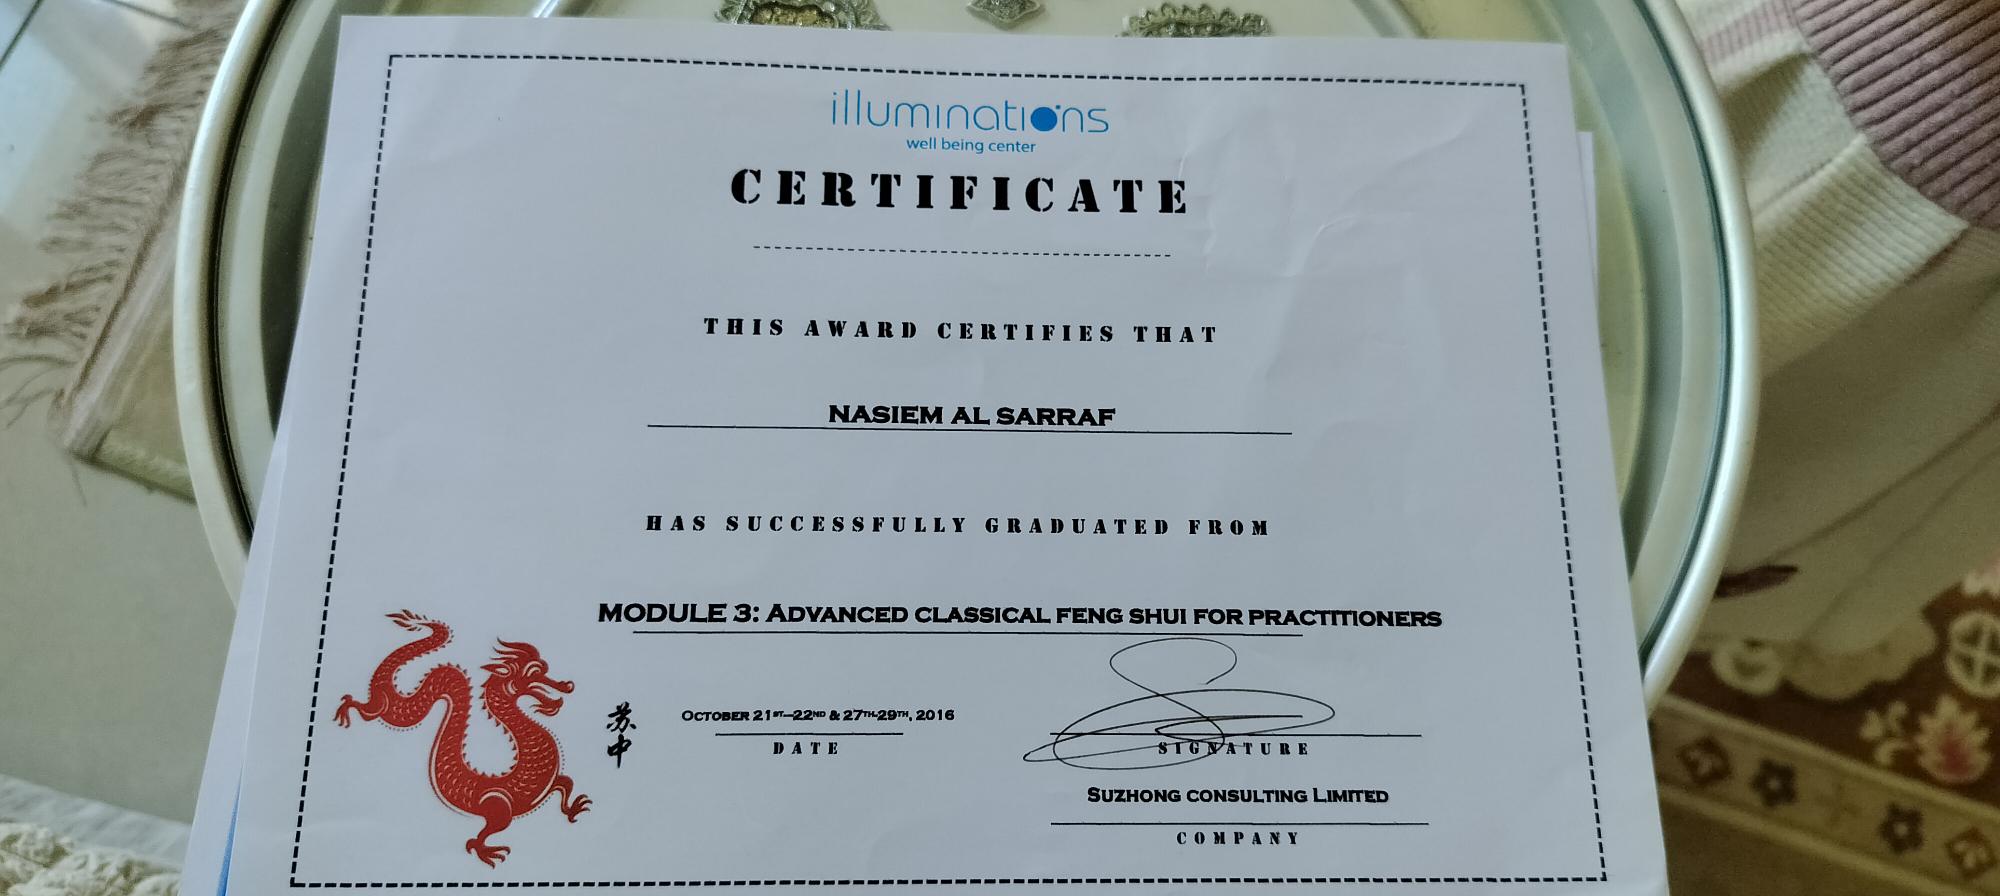 illuminations
well being center
CERTIFICATE
THIS AWARD CERTIFIES THAT
NASIEM AL SARRAF
HAS SUCCESSFULLY GRADUATED FROM
MODULE 3: ADVANCED CLASSICAL FENG SHUI FOR PRACTITIONERS
苏中
OCTOBER 21ST-22ND & 27TH-29TH, 2016
DATE
SIGNATURE
SUZHONG CONSULTING LIMITED
COMPANY